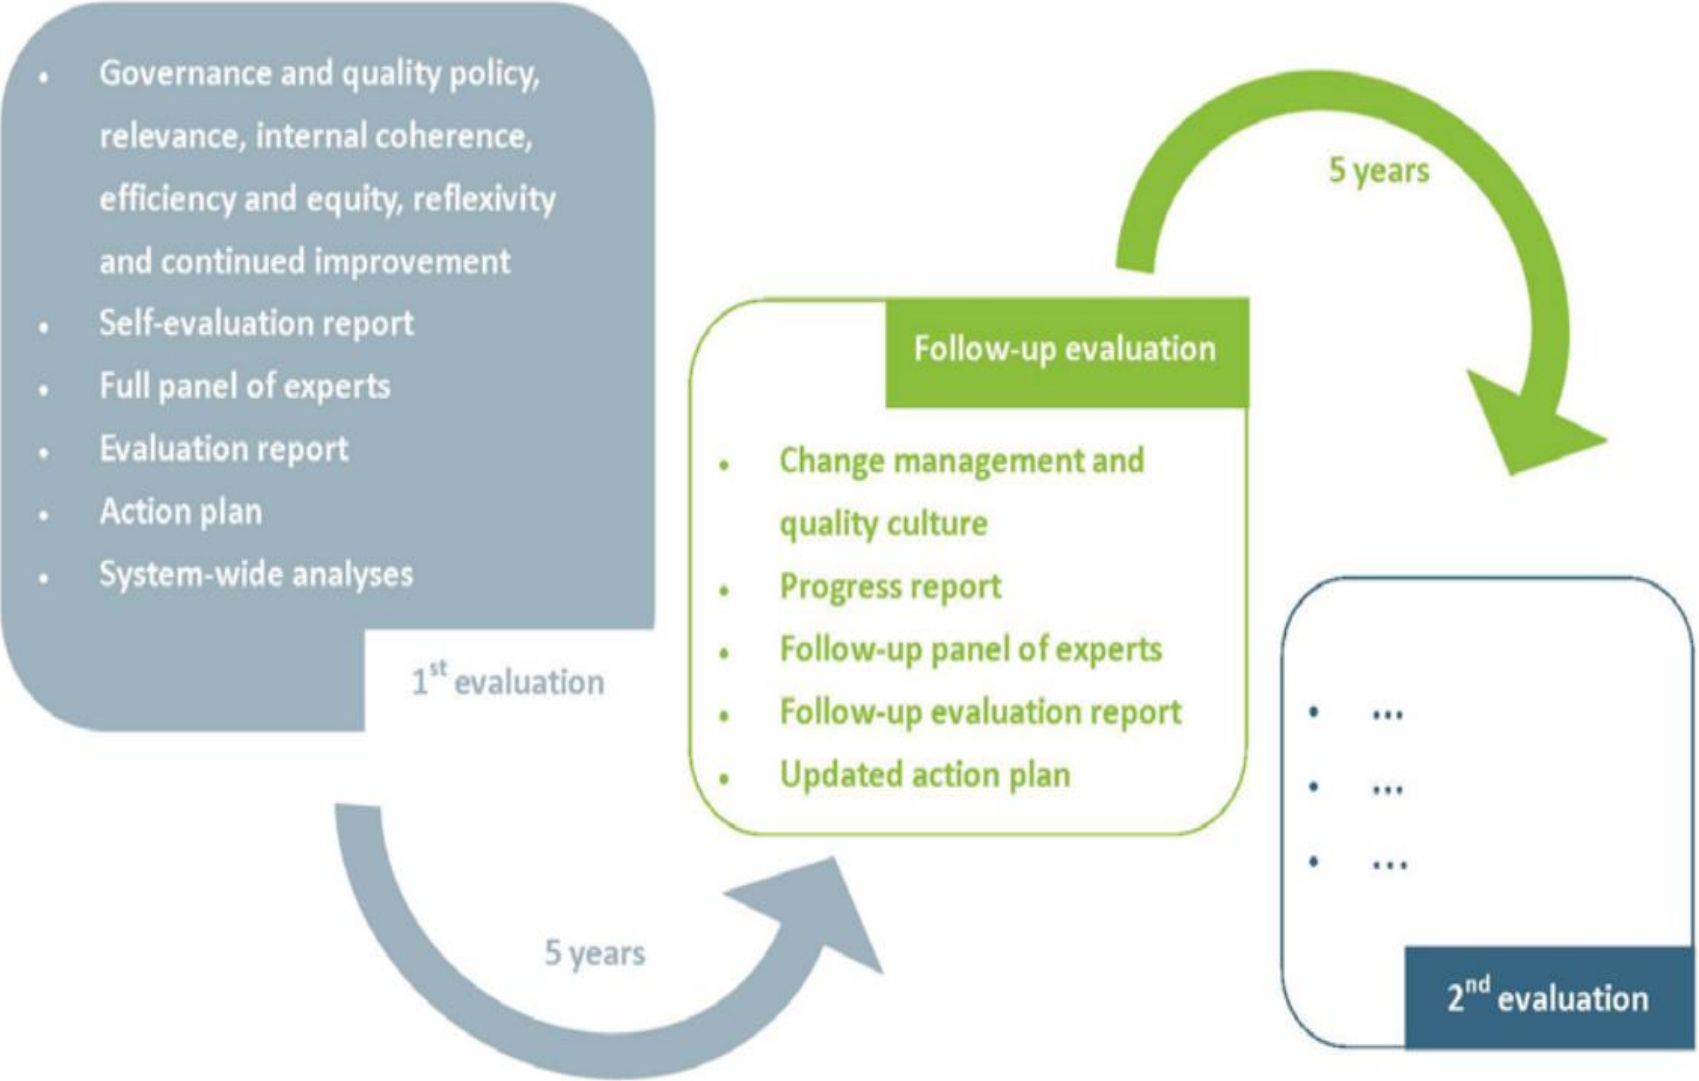 • Governance and quality policy,
relevance, internal coherence,
efficiency and equity, reflexivity
and continued improvement
• Self-evaluation report
• Full panel of experts
• Evaluation report
• Action plan
• System-wide analyses
1st evaluation
5 years
Follow-up evaluation
• Change management and
quality culture
• Progress report
• Follow-up panel of experts
• Follow-up evaluation report
• Updated action plan
5 years
• ...
• ...
• ...
2nd evaluation